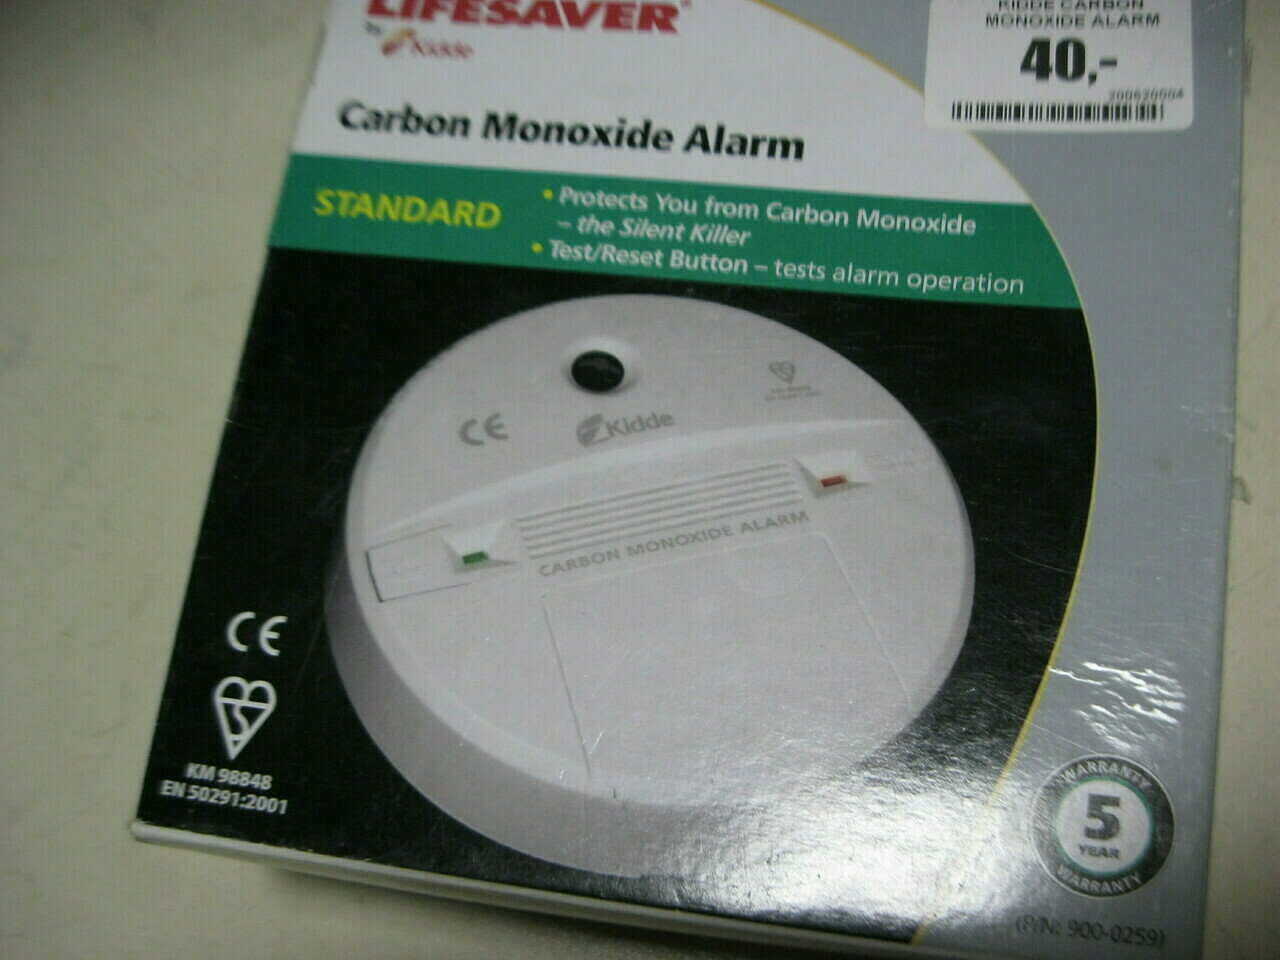 LIFESAVER®
by Kidde
KIDDE CARBON
MONOXIDE ALARM
40,-
200620004
Carbon Monoxide Alarm
STANDARD
• Protects You from Carbon Monoxide
– the Silent Killer
• Test/Reset Button – tests alarm operation
CE
Kidde
CARBON MONOXIDE ALARM
CE
KM 98848
EN 50291:2001
WARRANTY
5
YEAR
WARRANTY
(P/N: 900-0259)